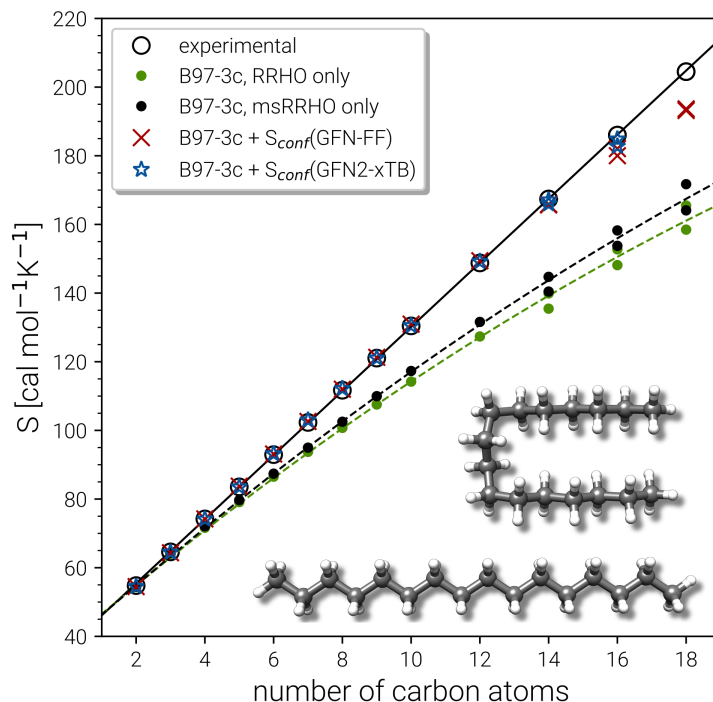 experimental
B97-3c, RRHO only
B97-3c, msRRHO only
B97-3c + S_conf(GFN-FF)
B97-3c + S_conf(GFN2-xTB)
S [cal mol⁻¹K⁻¹]
220
200
180
160
140
120
100
80
60
40
2 4 6 8 10 12 14 16 18
number of carbon atoms